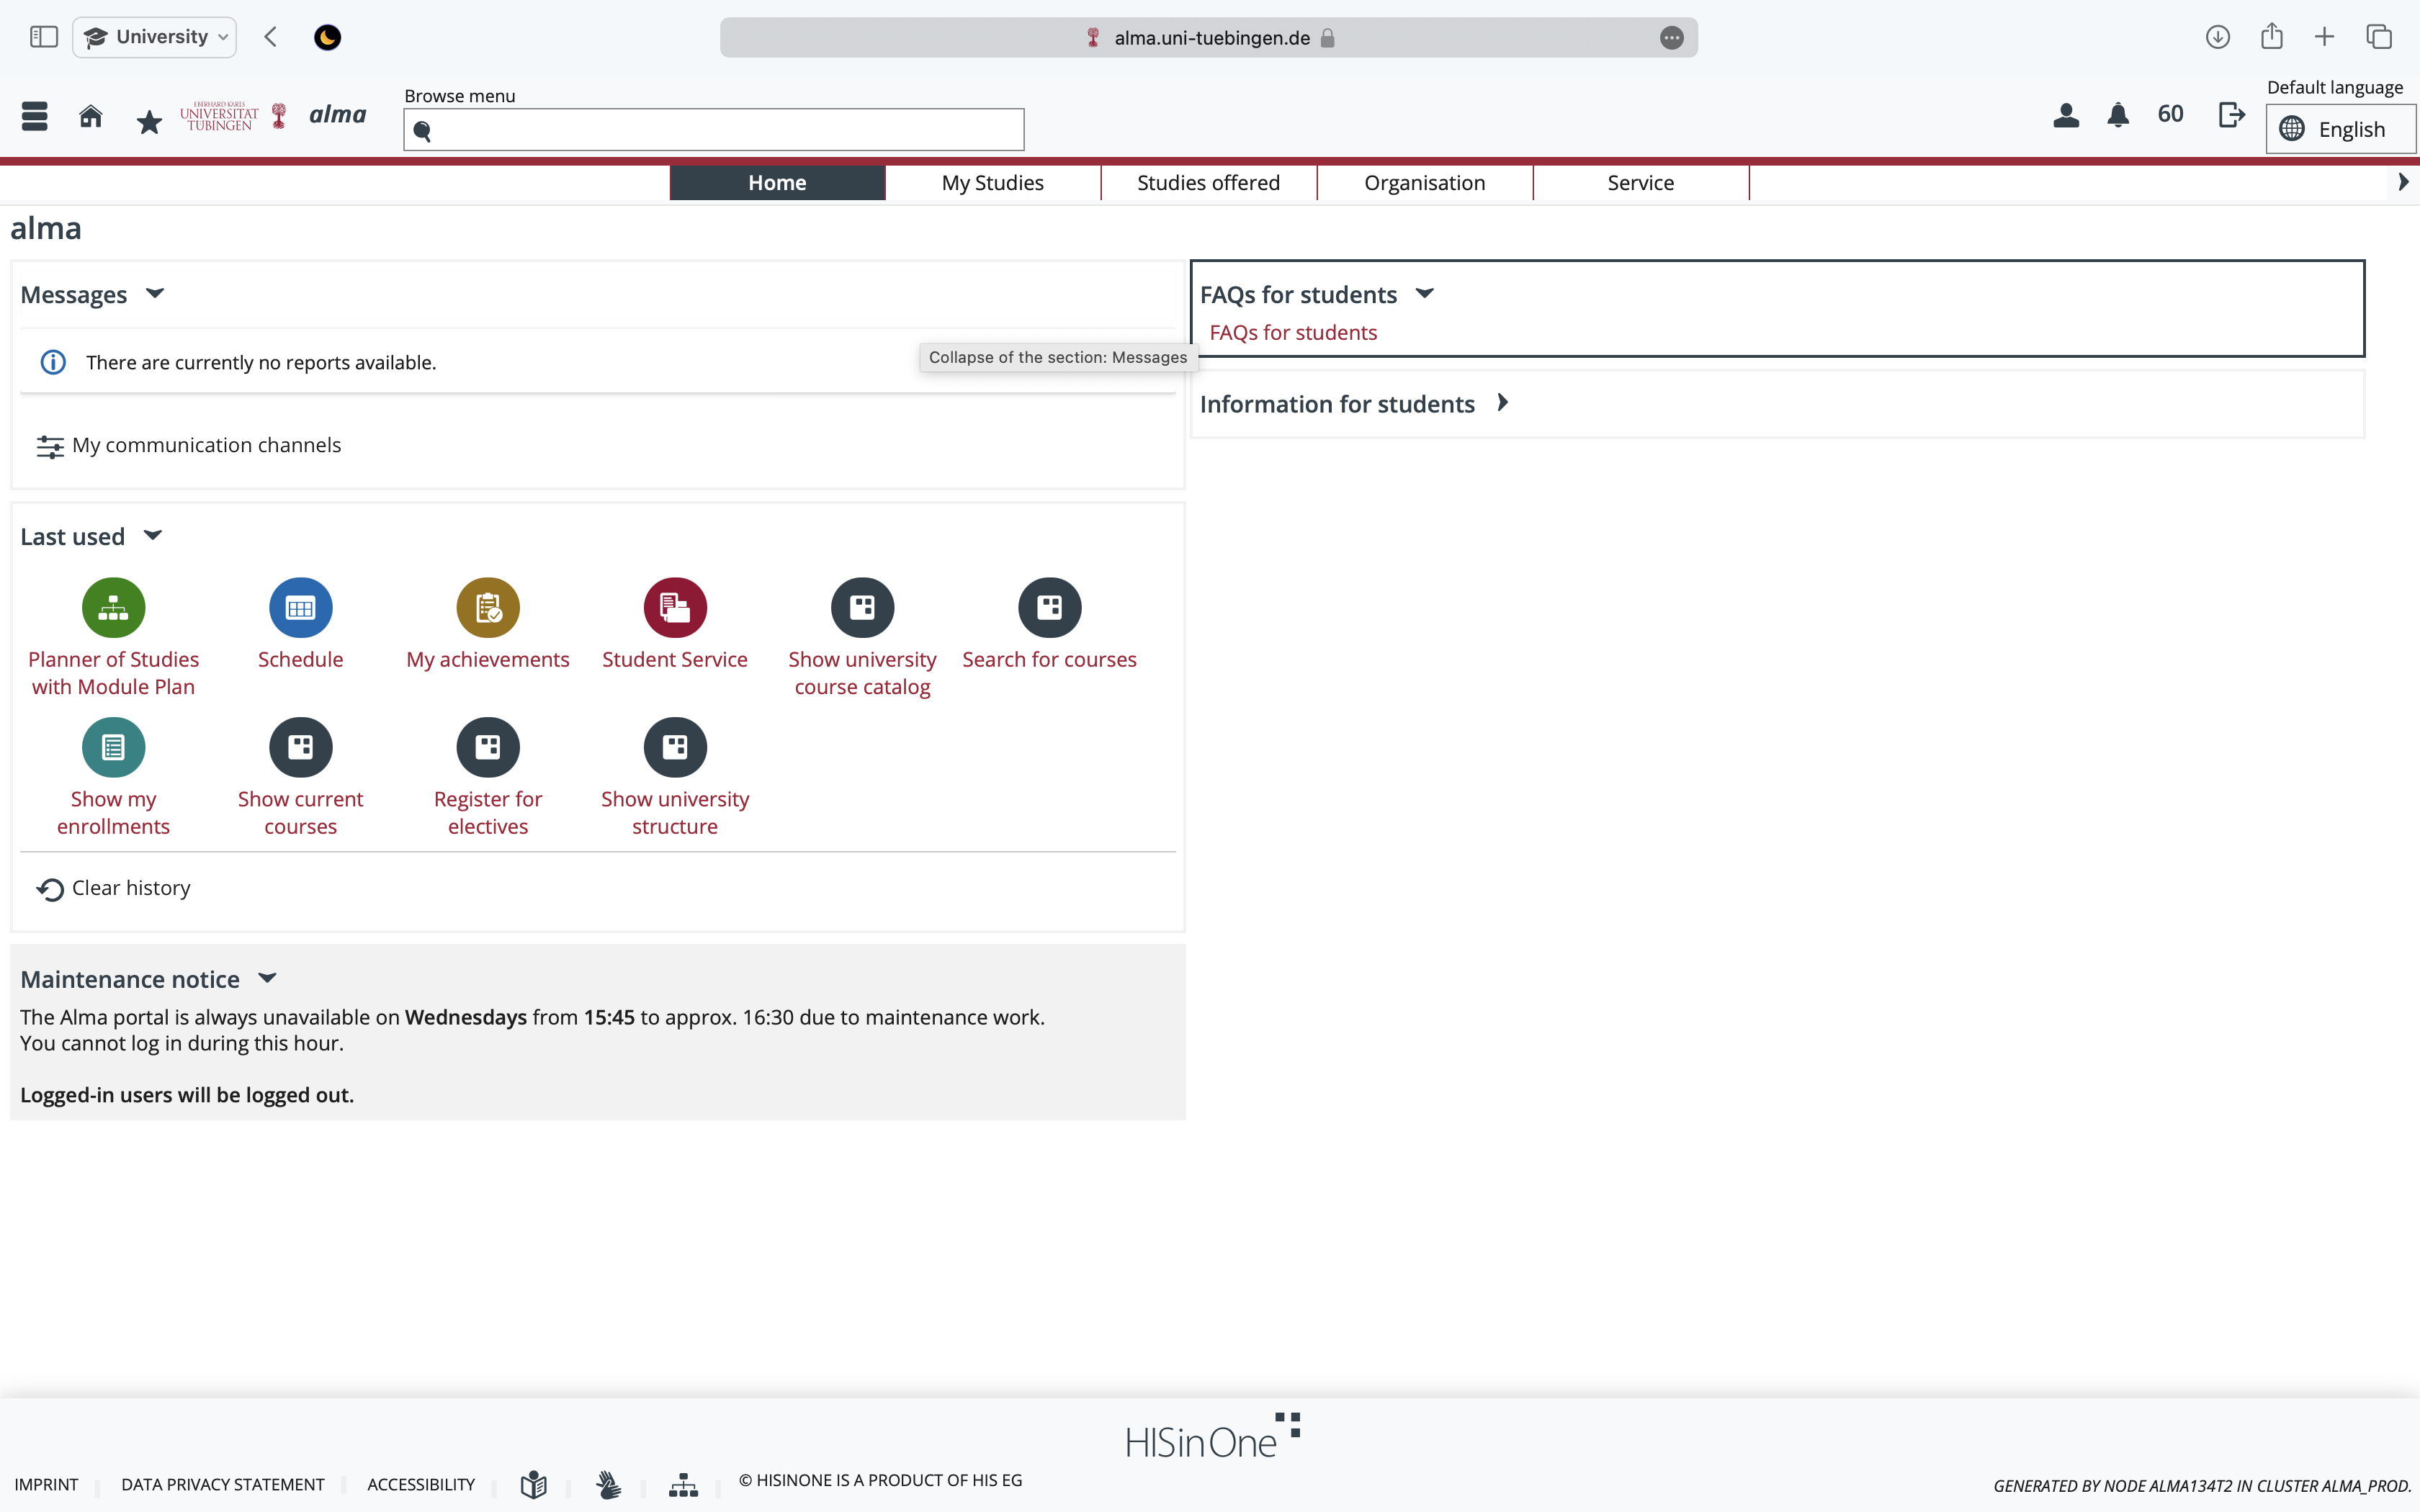 University
alma.uni-tuebingen.de
EBERHARD KARLS
UNIVERSITÄT
TÜBINGEN
alma
Browse menu
60
Default language
English
Home
My Studies
Studies offered
Organisation
Service
alma
Messages
There are currently no reports available.
Collapse of the section: Messages
My communication channels
FAQs for students
FAQs for students
Information for students
Last used
Planner of Studies
with Module Plan
Schedule
My achievements
Student Service
Show university
course catalog
Search for courses
Show my
enrollments
Show current
courses
Register for
electives
Show university
structure
Clear history
Maintenance notice
The Alma portal is always unavailable on Wednesdays from 15:45 to approx. 16:30 due to maintenance work.
You cannot log in during this hour.
Logged-in users will be logged out.
HISinOne
IMPRINT
DATA PRIVACY STATEMENT
ACCESSIBILITY
© HISINONE IS A PRODUCT OF HIS EG
GENERATED BY NODE ALMA134T2 IN CLUSTER ALMA_PROD.